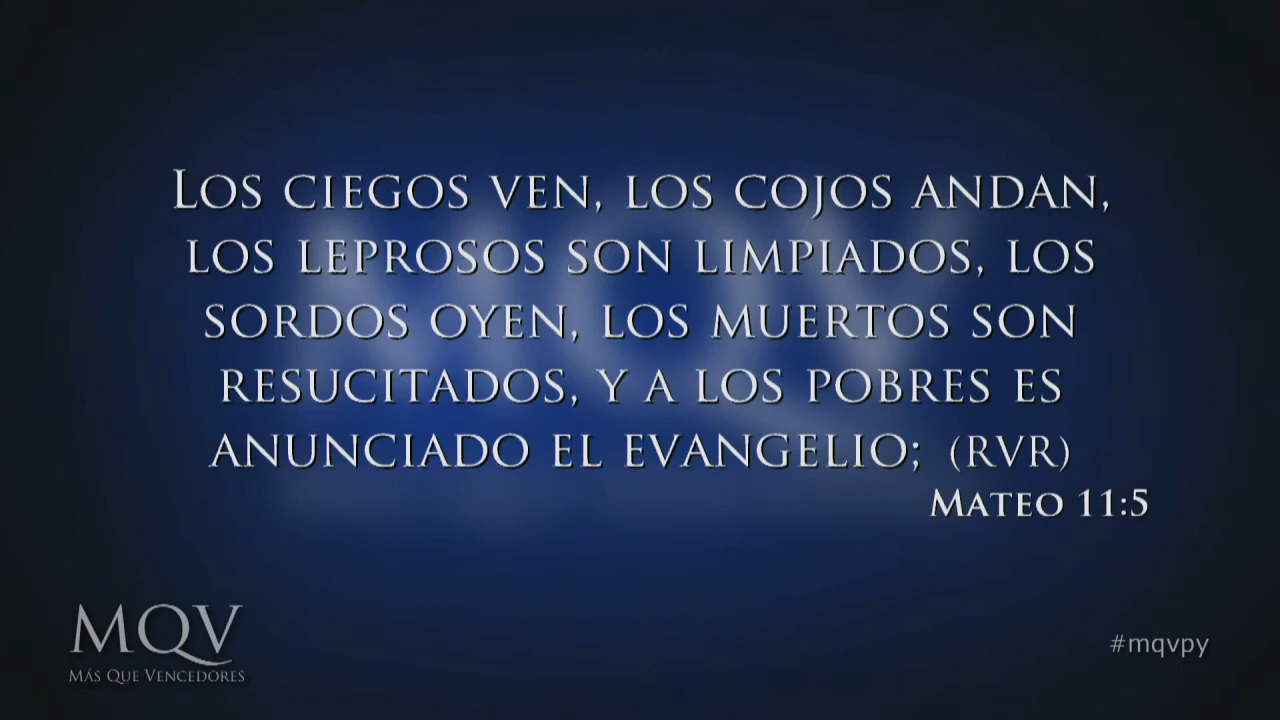 Los ciegos ven, los cojos andan,
los leprosos son limpiados, los
sordos oyen, los muertos son
resucitados, y a los pobres es
anunciado el evangelio; (RVR)
Mateo 11:5
MQV
Más Que Vencedores
#mqvpy